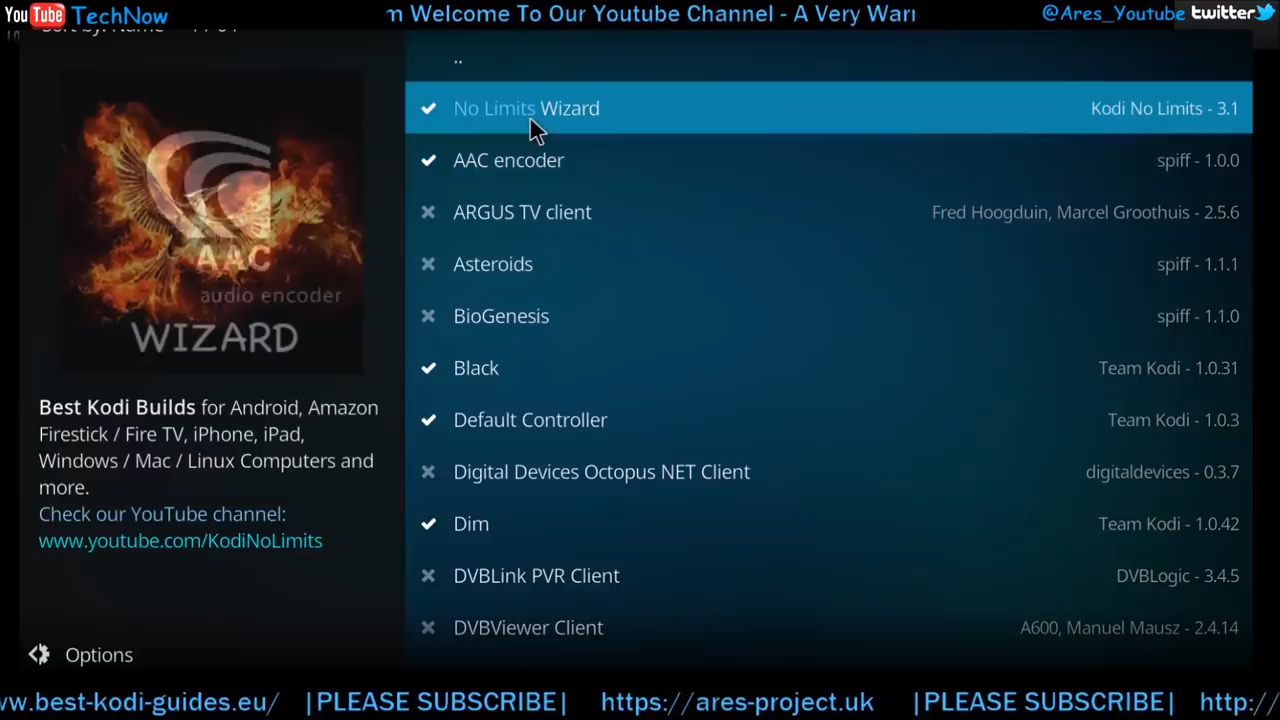 YouTube TechNow
m Welcome To Our Youtube Channel - A Very Warm
@Ares_Youtube twitter
Sort by: Name
..
No Limits Wizard
Kodi No Limits - 3.1
AAC encoder
spiff - 1.0.0
ARGUS TV client
Fred Hoogduin, Marcel Groothuis - 2.5.6
Asteroids
spiff - 1.1.1
BioGenesis
spiff - 1.1.0
Black
Team Kodi - 1.0.31
Default Controller
Team Kodi - 1.0.3
Digital Devices Octopus NET Client
digitaldevices - 0.3.7
Dim
Team Kodi - 1.0.42
DVBLink PVR Client
DVBLogic - 3.4.5
DVBViewer Client
A600, Manuel Mausz - 2.4.14
AAC
audio encoder
WIZARD
Best Kodi Builds for Android, Amazon
Firestick / Fire TV, iPhone, iPad,
Windows / Mac / Linux Computers and
more.
Check our YouTube channel:
www.youtube.com/KodiNoLimits
Options
vw.best-kodi-guides.eu/ |PLEASE SUBSCRIBE| https://ares-project.uk |PLEASE SUBSCRIBE| http:/